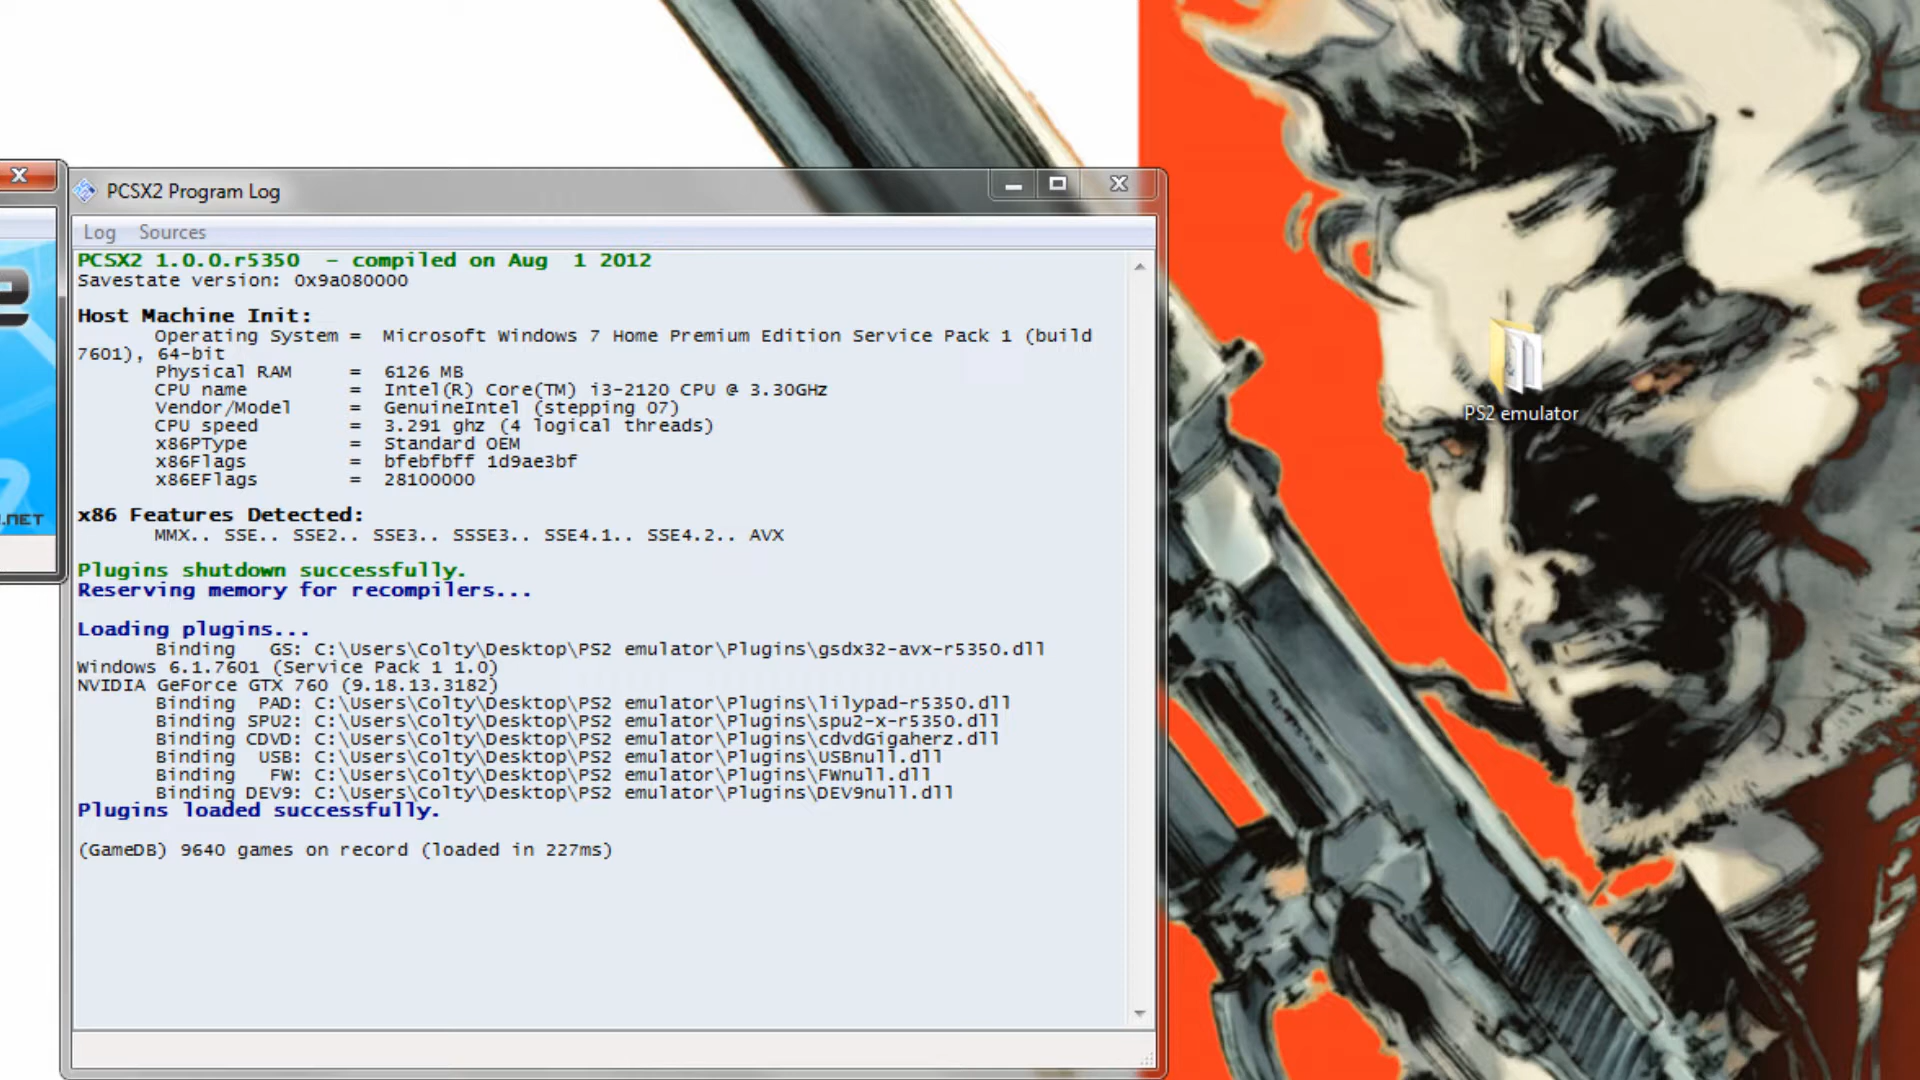 PCSX2 Program Log
Log Sources
PCSX2 1.0.0.r5350 - compiled on Aug 1 2012
Savestate version: 0x9a080000
Host Machine Init:
Operating System = Microsoft Windows 7 Home Premium Edition Service Pack 1 (build
7601), 64-bit
Physical RAM = 6126 MB
CPU name = Intel(R) Core(TM) i3-2120 CPU @ 3.30GHz
Vendor/Model = GenuineIntel (stepping 07)
CPU speed = 3.291 ghz (4 logical threads)
x86PType = Standard OEM
x86Flags = bfebfbff 1d9ae3bf
x86EFlags = 28100000
x86 Features Detected:
MMX.. SSE.. SSE2.. SSE3.. SSSE3.. SSE4.1.. SSE4.2.. AVX
Plugins shutdown successfully.
Reserving memory for recompilers...
Loading plugins...
Binding GS: C:\Users\Colty\Desktop\PS2 emulator\Plugins\gsdx32-avx-r5350.dll
Windows 6.1.7601 (Service Pack 1 1.0)
NVIDIA GeForce GTX 760 (9.18.13.3182)
Binding PAD: C:\Users\Colty\Desktop\PS2 emulator\Plugins\lilypad-r5350.dll
Binding SPU2: C:\Users\Colty\Desktop\PS2 emulator\Plugins\spu2-x-r5350.dll
Binding CDVD: C:\Users\Colty\Desktop\PS2 emulator\Plugins\cdvdGigaherz.dll
Binding USB: C:\Users\Colty\Desktop\PS2 emulator\Plugins\USBnull.dll
Binding FW: C:\Users\Colty\Desktop\PS2 emulator\Plugins\FWnull.dll
Binding DEV9: C:\Users\Colty\Desktop\PS2 emulator\Plugins\DEV9null.dll
Plugins loaded successfully.
(GameDB) 9640 games on record (loaded in 227ms)
2
.NET
PS2 emulator